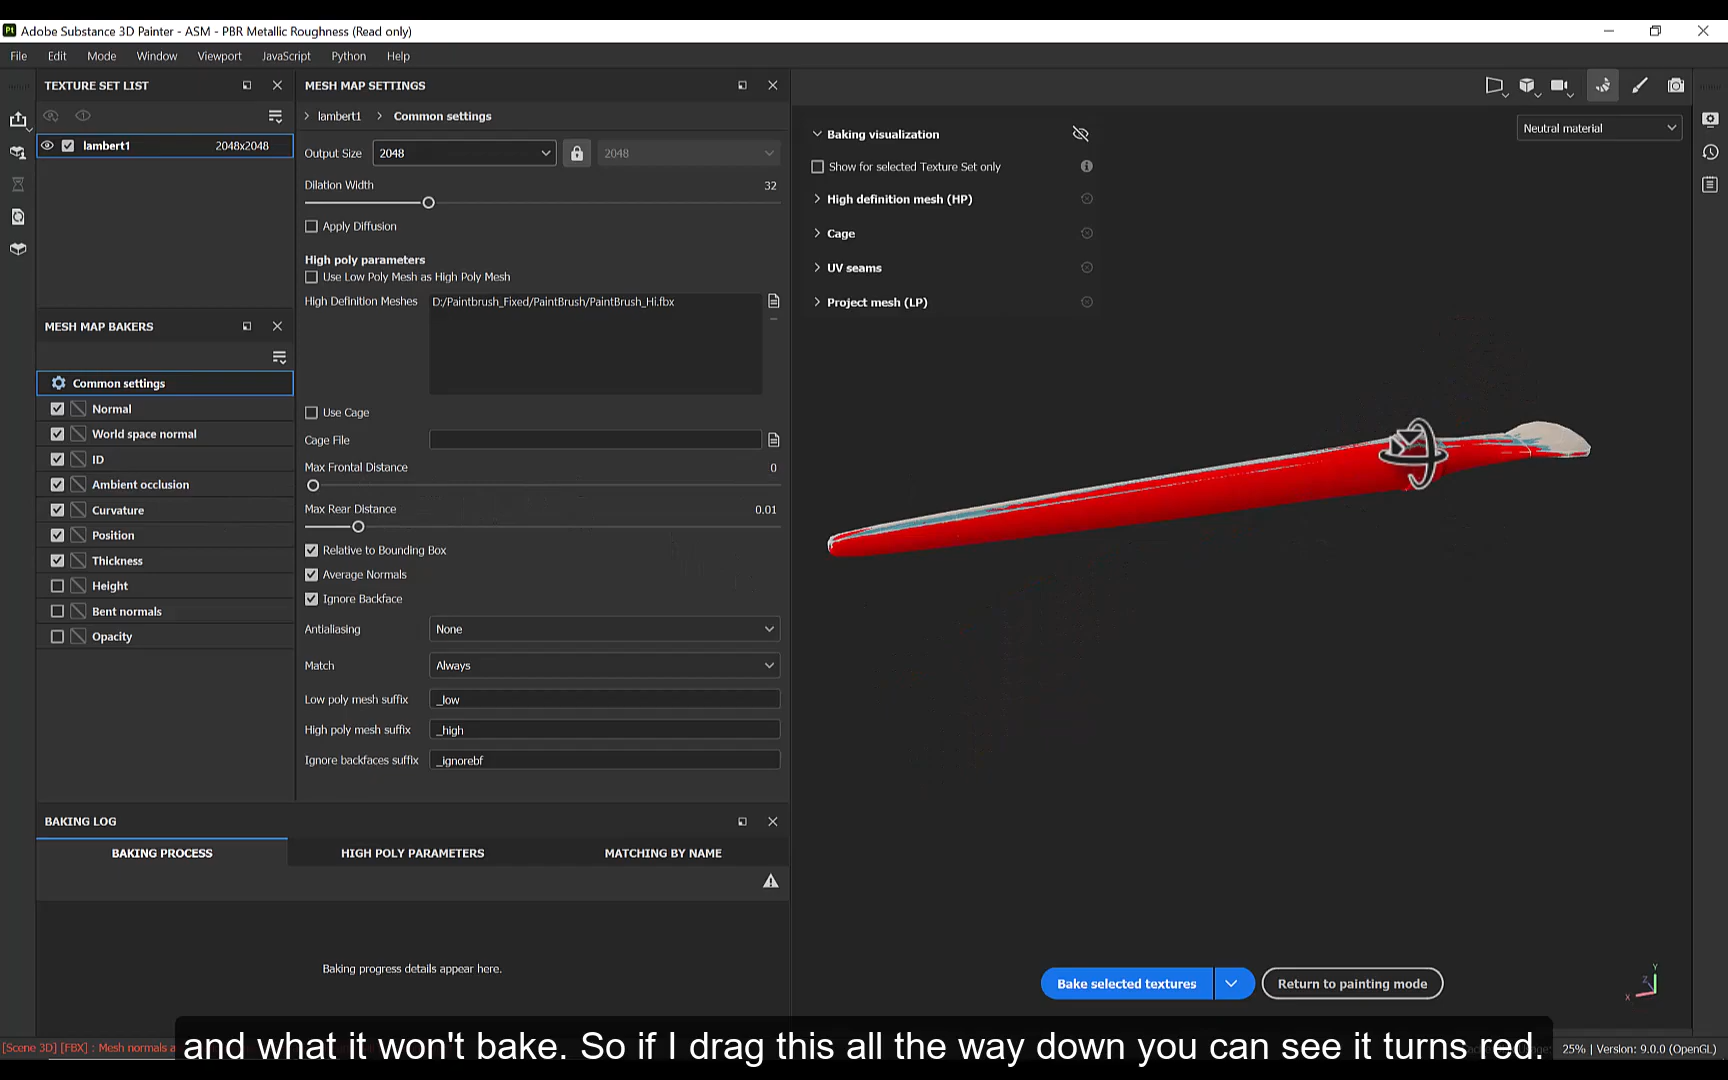 Pt Adobe Substance 3D Painter - ASM - PBR Metallic Roughness (Read only)
File Edit Mode Window Viewport JavaScript Python Help
TEXTURE SET LIST
lambert1 2048x2048
MESH MAP BAKERS
Common settings
Normal
World space normal
ID
Ambient occlusion
Curvature
Position
Thickness
Height
Bent normals
Opacity
MESH MAP SETTINGS
lambert1 > Common settings
Output Size 2048 2048
Dilation Width 32
Apply Diffusion
High poly parameters
Use Low Poly Mesh as High Poly Mesh
High Definition Meshes D:/Paintbrush_Fixed/PaintBrush/PaintBrush_Hi.fbx
Use Cage
Cage File
Max Frontal Distance 0
Max Rear Distance 0.01
Relative to Bounding Box
Average Normals
Ignore Backface
Antialiasing None
Match Always
Low poly mesh suffix _low
High poly mesh suffix _high
Ignore backfaces suffix _ignorebf
BAKING LOG
BAKING PROCESS HIGH POLY PARAMETERS MATCHING BY NAME
Baking progress details appear here.
Baking visualization
Show for selected Texture Set only
High definition mesh (HP)
Cage
UV seams
Project mesh (LP)
Neutral material
Bake selected textures
Return to painting mode
Y
Z
X
[Scene 3D] [FBX] : Mesh normals a
and what it won't bake. So if I drag this all the way down you can see it turns red.
25% | Version: 9.0.0 (OpenGL)